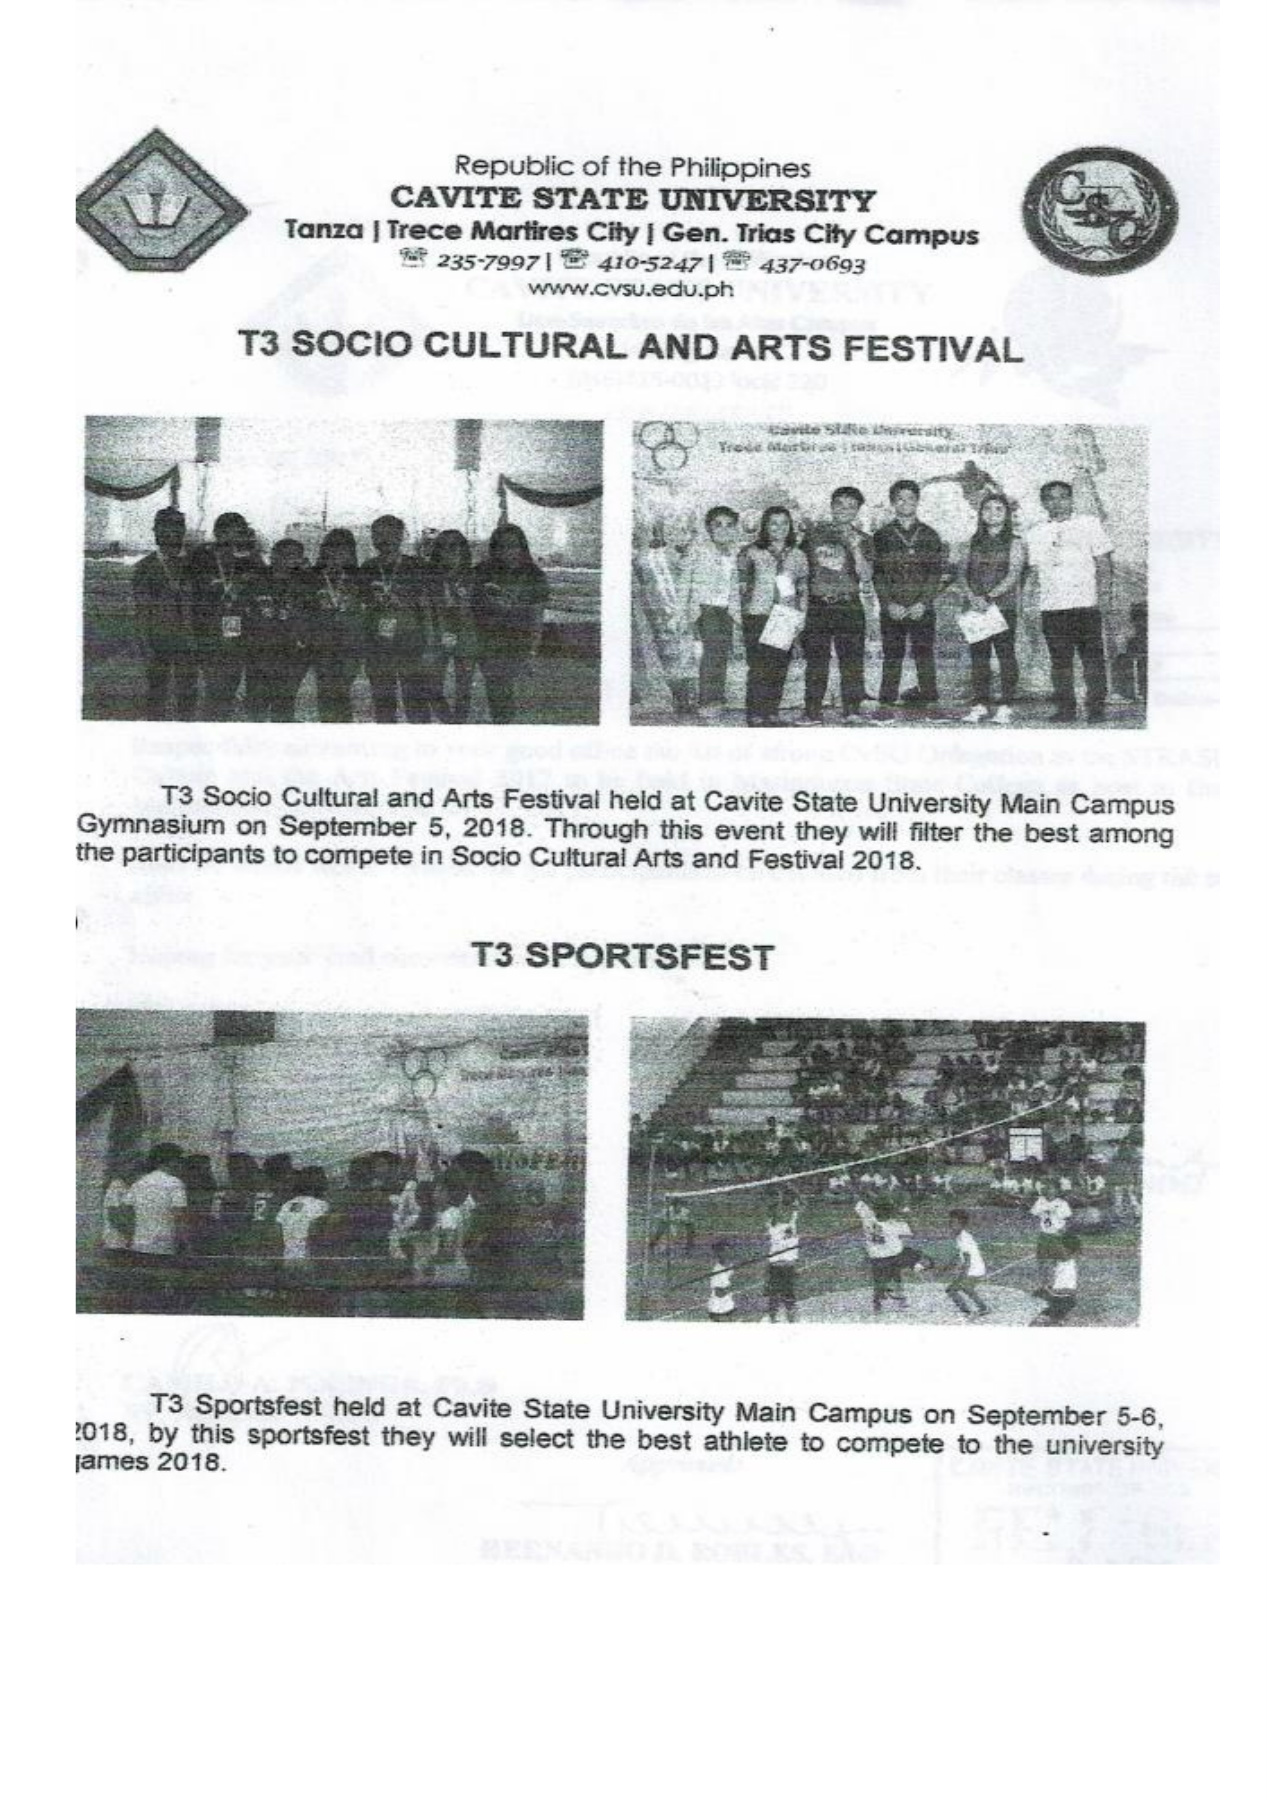 Republic of the Philippines
CAVITE STATE UNIVERSITY
Tanza | Trece Martires City | Gen. Trias City Campus
☏ 235-7997 | ☏ 410-5247 | ☏ 437-0693
www.cvsu.edu.ph
T3 SOCIO CULTURAL AND ARTS FESTIVAL
Cavite State University
Trece Martires | Tanza | General Trias
T3 Socio Cultural and Arts Festival held at Cavite State University Main Campus
Gymnasium on September 5, 2018. Through this event they will filter the best among
the participants to compete in Socio Cultural Arts and Festival 2018.
T3 SPORTSFEST
T3 Sportsfest held at Cavite State University Main Campus on September 5-6,
2018, by this sportsfest they will select the best athlete to compete to the university
games 2018.